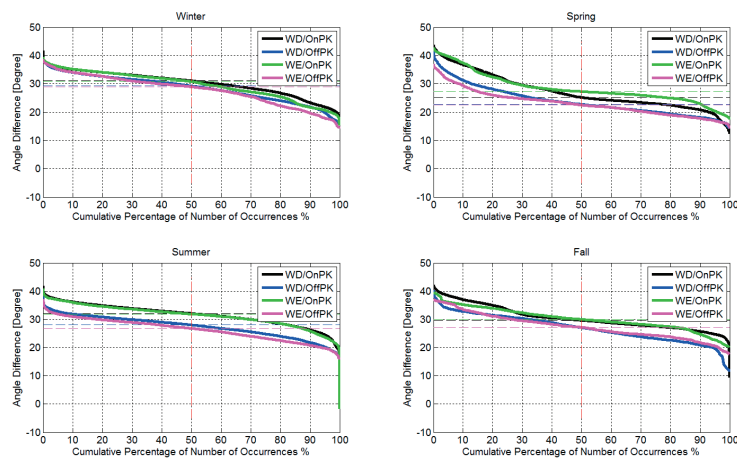 Winter
Angle Difference [Degree]
50
40
30
20
10
0
-10
0 10 20 30 40 50 60 70 80 90 100
Cumulative Percentage of Number of Occurrences %
WD/OnPK
WD/OffPK
WE/OnPK
WE/OffPK
Spring
Angle Difference [Degree]
50
40
30
20
10
0
-10
0 10 20 30 40 50 60 70 80 90 100
Cumulative Percentage of Number of Occurrences %
WD/OnPK
WD/OffPK
WE/OnPK
WE/OffPK
Summer
Angle Difference [Degree]
50
40
30
20
10
0
-10
0 10 20 30 40 50 60 70 80 90 100
Cumulative Percentage of Number of Occurrences %
WD/OnPK
WD/OffPK
WE/OnPK
WE/OffPK
Fall
Angle Difference [Degree]
50
40
30
20
10
0
-10
0 10 20 30 40 50 60 70 80 90 100
Cumulative Percentage of Number of Occurrences %
WD/OnPK
WD/OffPK
WE/OnPK
WE/OffPK